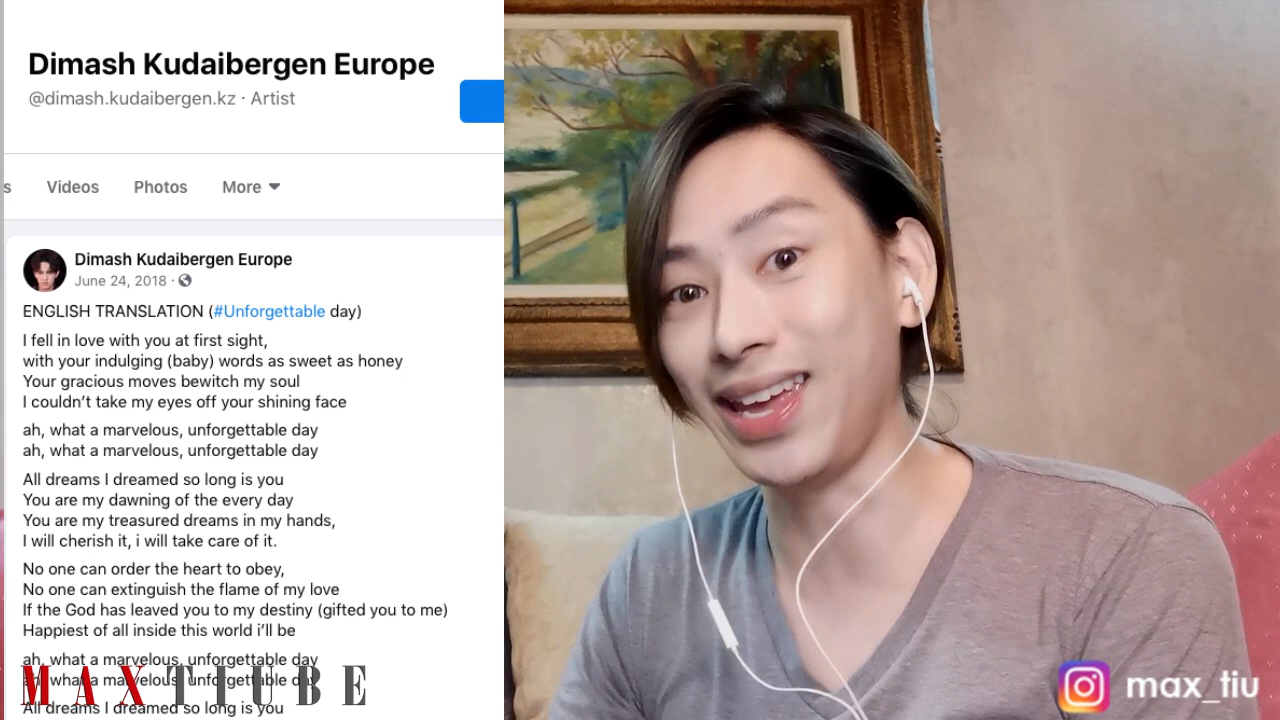 Dimash Kudaibergen Europe
@dimash.kudaibergen.kz · Artist
s Videos Photos More
Dimash Kudaibergen Europe
June 24, 2018 ·
ENGLISH TRANSLATION (#Unforgettable day)
I fell in love with you at first sight,
with your indulging (baby) words as sweet as honey
Your gracious moves bewitch my soul
I couldn’t take my eyes off your shining face
ah, what a marvelous, unforgettable day
ah, what a marvelous, unforgettable day
All dreams I dreamed so long is you
You are my dawning of the every day
You are my treasured dreams in my hands,
I will cherish it, i will take care of it.
No one can order the heart to obey,
No one can extinguish the flame of my love
If the God has leaved you to my destiny (gifted you to me)
Happiest of all inside this world i’ll be
ah, what a marvelous, unforgettable day
ah, what a marvelous, unforgettable day
All dreams I dreamed so long is you
MAXTIUBE
max_tiu